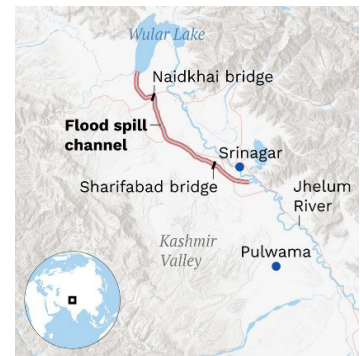 Wular Lake
Naidkhai bridge
Flood spill
channel
Srinagar
Sharifabad bridge
Jhelum
River
Kashmir
Valley
Pulwama